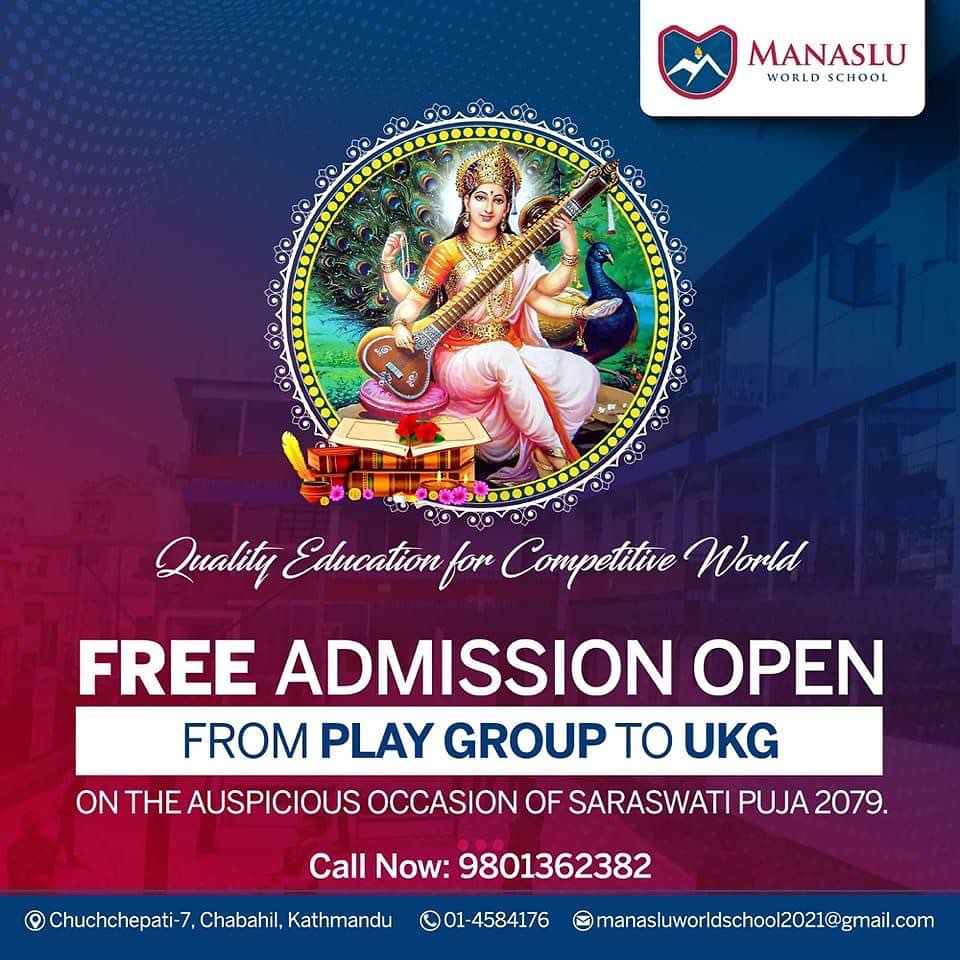 MANASLU
WORLD SCHOOL
Quality Education for Competitive World
FREE ADMISSION OPEN
FROM PLAY GROUP TO UKG
ON THE AUSPICIOUS OCCASION OF SARASWATI PUJA 2079.
Call Now: 9801362382
Chuchchepati-7, Chabahil, Kathmandu 01-4584176 manasluworldschool2021@gmail.com